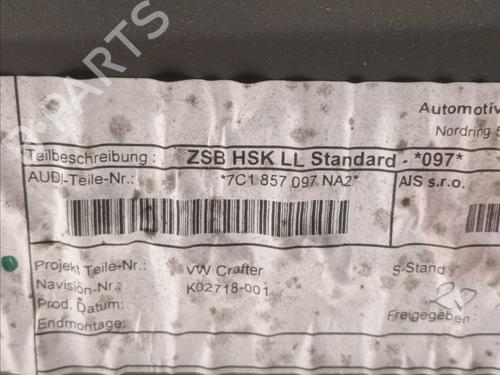 B-PARTS
Automotiv
Nordring
Teilbeschreibung : ZSB HSK LL Standard - *097*
AUDI-Teile-Nr.: *7C1 857 097 NA2* AIS s.r.o.
Projekt Teile-Nr.: VW Crafter s-Stand :
Navision-Nr.: K02718-001
Prod. Datum: Freigegeben :
Endmontage: